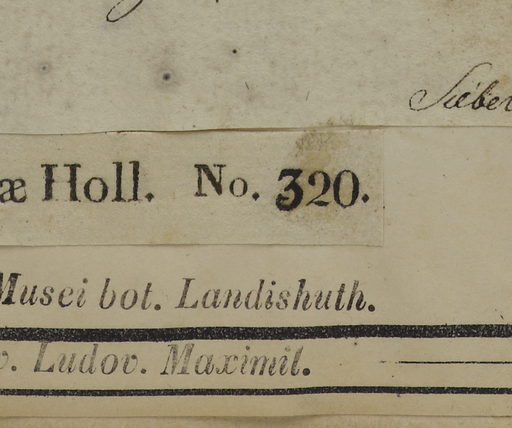 Sieber
æ Holl. No. 320.
Musei bot. Landishuth.
v. Ludov. Maximil.